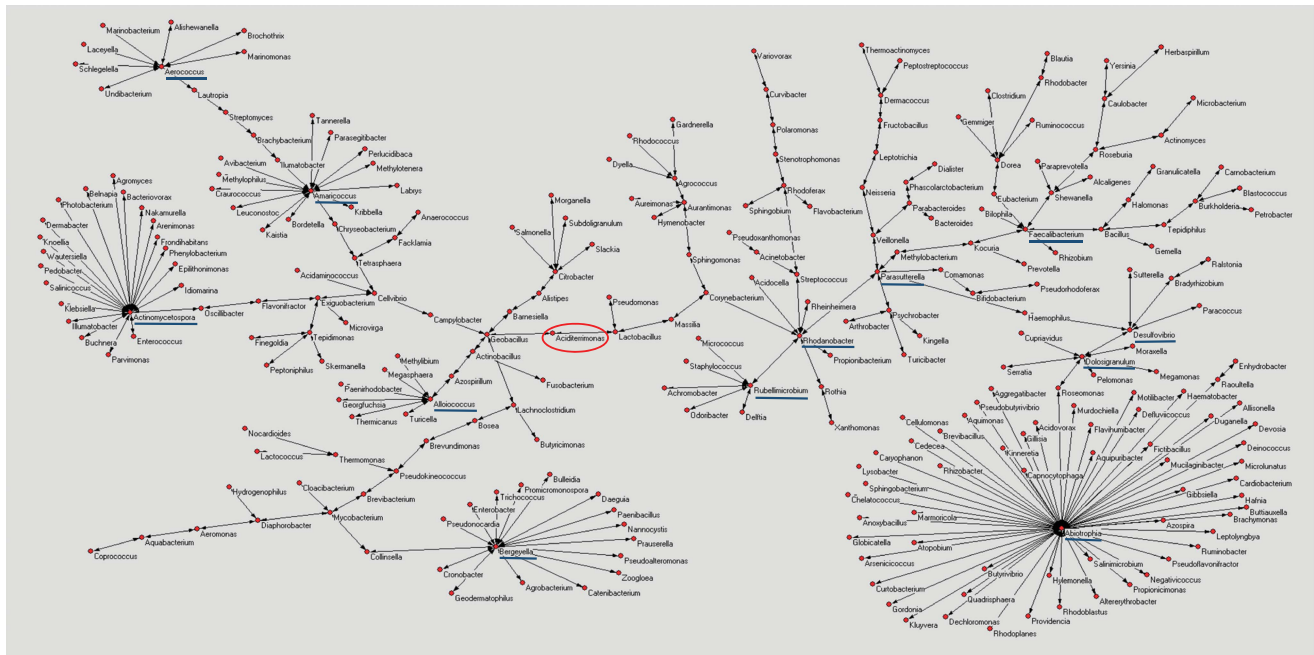 Marinobacterium
Alishewanella
Brochothrix
Laceyella
Marinomonas
Schlegelella
Aerococcus
Undibacterium
Lautropia
Streptomyces
Brachybacterium
Tannerella
Parasegitibacter
Ilumatobacter
Perlucidibaca
Avibacterium
Methylotenera
Methylophilus
Craurococcus
Amaricoccus
Labys
Leuconostoc
Kribbella
Bordetella
Chryseobacterium
Kaistia
Anaerococcus
Facklamia
Tetrasphaera
Agromyces
Belnapia
Bacteriovorax
Photobacterium
Nakamurella
Dermabacter
Arenimonas
Knoellia
Frondihabitans
Wautersiella
Phenylobacterium
Pedobacter
Epilithonimonas
Salinicoccus
Idiomarina
Klebsiella
Actinomycetospora
Oscillibacter
Illumatobacter
Buchnera
Enterococcus
Parvimonas
Flavonifractor
Acidaminococcus
Exiguobacterium
Cellvibrio
Microvirga
Tepidimonas
Finegoldia
Skermanella
Peptoniphilus
Campylobacter
Morganella
Subdoligranulum
Salmonella
Slackia
Citrobacter
Alistipes
Barnesiella
Geobacillus
Aciditerrimonas
Lactobacillus
Pseudomonas
Massilia
Actinobacillus
Methylibium
Megasphaera
Azospirillum
Fusobacterium
Paenirhodobacter
Georgfuchsia
Alloiococcus
Thermicanus
Turicella
Lachnoclostridium
Bosea
Butyricimonas
Brevundimonas
Nocardioides
Lactococcus
Thermomonas
Pseudokineococcus
Cloacibacterium
Brevibacterium
Hydrogenophilus
Mycobacterium
Diaphorobacter
Aeromonas
Aquabacterium
Coprococcus
Collinsella
Bulleidia
Promicromonospora
Trichococcus
Daeguia
Enterobacter
Paenibacillus
Pseudonocardia
Nannocystis
Prauserella
Bergeyella
Pseudoalteromonas
Cronobacter
Zoogloea
Agrobacterium
Catenibacterium
Geodermatophilus
Gardnerella
Rhodococcus
Dyella
Agrococcus
Aureimonas
Aurantimonas
Hymenobacter
Sphingomonas
Corynebacterium
Variovorax
Curvibacter
Polaromonas
Stenotrophomonas
Rhodoferax
Sphingobium
Flavobacterium
Pseudoxanthomonas
Acinetobacter
Streptococcus
Acidocella
Rheinheimera
Rhodanobacter
Micrococcus
Propionibacterium
Staphylococcus
Achromobacter
Rubellimicrobium
Rothia
Odoribacter
Delftia
Xanthomonas
Thermoactinomyces
Peptostreptococcus
Dermacoccus
Fructobacillus
Leptotrichia
Dialister
Phascolarctobacterium
Neisseria
Parabacteroides
Bacteroides
Veillonella
Methylobacterium
Parasutterella
Comamonas
Psychrobacter
Arthrobacter
Kingella
Turicibacter
Blautia
Herbaspirillum
Yersinia
Rhodobacter
Clostridium
Caulobacter
Microbacterium
Gemmiger
Ruminococcus
Actinomyces
Roseburia
Dorea
Paraprevotella
Granulicatella
Carnobacterium
Alcaligenes
Blastococcus
Eubacterium
Shewanella
Halomonas
Burkholderia
Petrobacter
Bilophila
Faecalibacterium
Bacillus
Tepidiphilus
Kocuria
Rhizobium
Gemella
Prevotella
Ralstonia
Sutterella
Bradyrhizobium
Pseudorhodoferax
Bifidobacterium
Paracoccus
Haemophilus
Desulfovibrio
Cupriavidus
Moraxella
Dolosigranulum
Serratia
Megamonas
Pelomonas
Enhydrobacter
Raoultella
Roseomonas
Aggregatibacter
Motilibacter
Haematobacter
Pseudobutyrivibrio
Murdochiella
Allisonella
Cellulomonas
Aquimonas
Acidovorax
Defluviicoccus
Duganella
Brevibacillus
Flavihumibacter
Devosia
Cedecea
Gillisia
Kinneretia
Fictibacillus
Deinococcus
Caryophanon
Aquipuribacter
Lysobacter
Rhizobacter
Capnocytophaga
Mucilaginibacter
Microlunatus
Sphingobacterium
Cardiobacterium
Chelatococcus
Gibbsiella
Hafnia
Buttiauxella
Anoxybacillus
Marmoricola
Azospira
Brachymonas
Globicatella
Abiotrophia
Leptolyngbya
Atopobium
Ruminobacter
Arsenicicoccus
Salinimicrobium
Pseudoflavonifractor
Butyrivibrio
Hylemonella
Negativicoccus
Curtobacterium
Propionicimonas
Gordonia
Quadrisphaera
Altererythrobacter
Kluyvera
Dechloromonas
Rhodoblastus
Rhodoplanes
Providencia